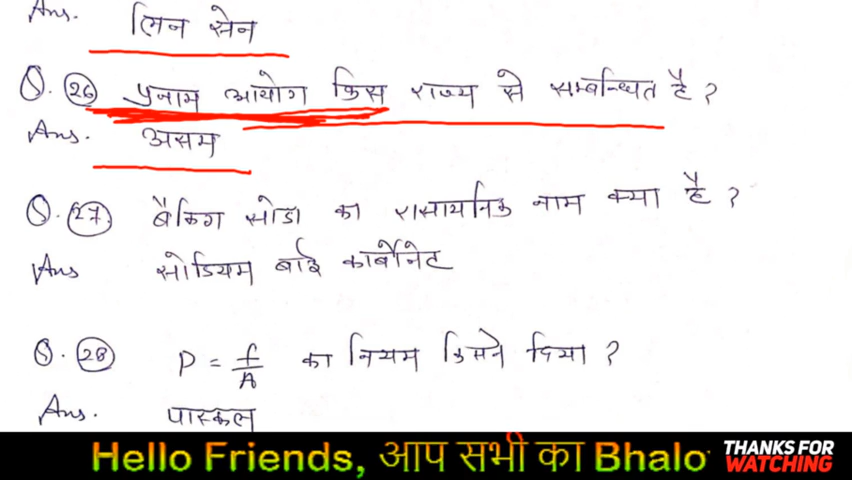 Ans. लिन सेन
Q. 26 प्रनाम आयोग किस राज्य से सम्बन्धित है ?
Ans. असम
Q. 27. बैकिग सोडा का रासायनिक नाम क्या है ?
Ans सोडियम बाई कार्बोनेट
Q. 28 P = f/A का नियम किसने दिया ?
Ans. पास्कल
Hello Friends, आप सभी का Bhalo
THANKS FOR
WATCHING